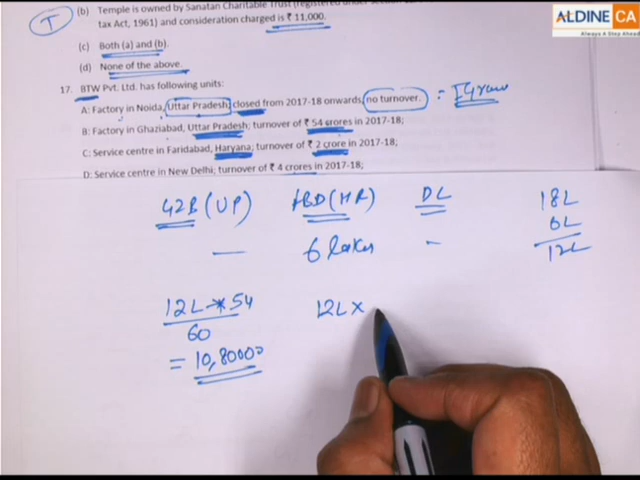 (b) Temple is owned by Sanatan Charitable Trust (registered
tax Act, 1961) and consideration charged is ₹ 11,000.
(c) Both (a) and (b).
(d) None of the above.
17. BTW Pvt. Ltd. has following units:
A: Factory in Noida, Uttar Pradesh; closed from 2017-18 onwards, no turnover. = Ignore
B: Factory in Ghaziabad, Uttar Pradesh; turnover of ₹ 54 crores in 2017-18;
C: Service centre in Faridabad, Haryana; turnover of ₹ 2 crore in 2017-18;
D: Service centre in New Delhi; turnover of ₹ 4 crores in 2017-18;
GZB (UP) FBD (HR) DL 18L
— 6 lakes — 6L
12L
12L × 54 12L ×
60
= 10,80000
ALDINE CA
Always A Step Ahead
T